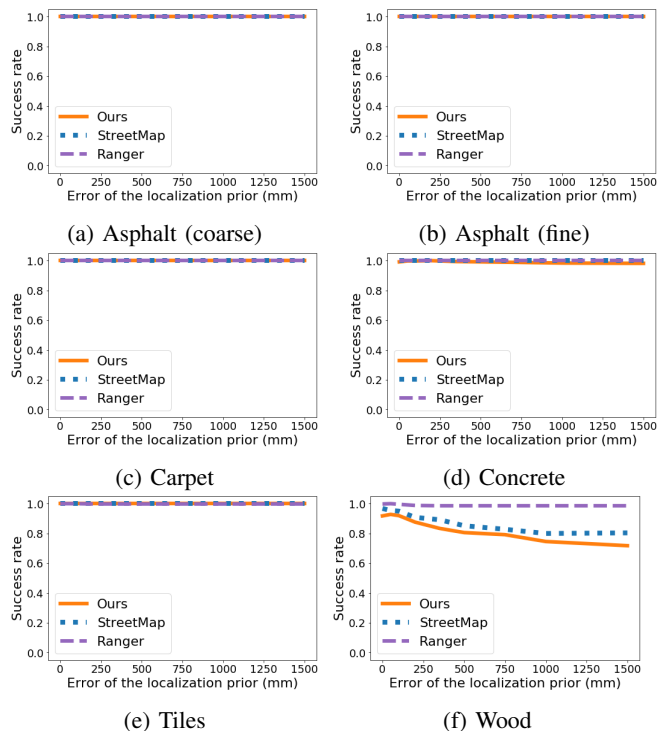 1.0
0.8
0.6
0.4
0.2
0.0
Success rate
Ours
StreetMap
Ranger
0 250 500 750 1000 1250 1500
Error of the localization prior (mm)
(a) Asphalt (coarse)
1.0
0.8
0.6
0.4
0.2
0.0
Success rate
Ours
StreetMap
Ranger
0 250 500 750 1000 1250 1500
Error of the localization prior (mm)
(b) Asphalt (fine)
1.0
0.8
0.6
0.4
0.2
0.0
Success rate
Ours
StreetMap
Ranger
0 250 500 750 1000 1250 1500
Error of the localization prior (mm)
(c) Carpet
1.0
0.8
0.6
0.4
0.2
0.0
Success rate
Ours
StreetMap
Ranger
0 250 500 750 1000 1250 1500
Error of the localization prior (mm)
(d) Concrete
1.0
0.8
0.6
0.4
0.2
0.0
Success rate
Ours
StreetMap
Ranger
0 250 500 750 1000 1250 1500
Error of the localization prior (mm)
(e) Tiles
1.0
0.8
0.6
0.4
0.2
0.0
Success rate
Ours
StreetMap
Ranger
0 250 500 750 1000 1250 1500
Error of the localization prior (mm)
(f) Wood